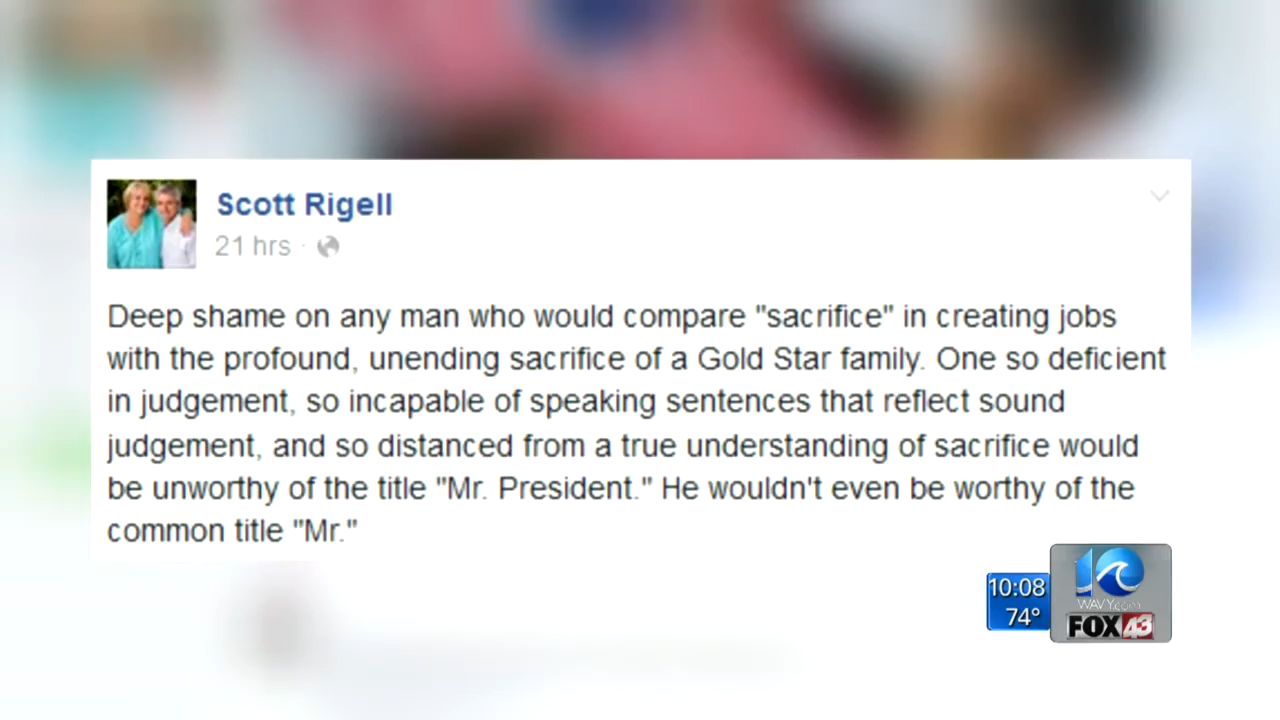 Scott Rigell
21 hrs ·
Deep shame on any man who would compare "sacrifice" in creating jobs
with the profound, unending sacrifice of a Gold Star family. One so deficient
in judgement, so incapable of speaking sentences that reflect sound
judgement, and so distanced from a true understanding of sacrifice would
be unworthy of the title "Mr. President." He wouldn't even be worthy of the
common title "Mr."
10:08
74°
10
WAVY.com
FOX 43